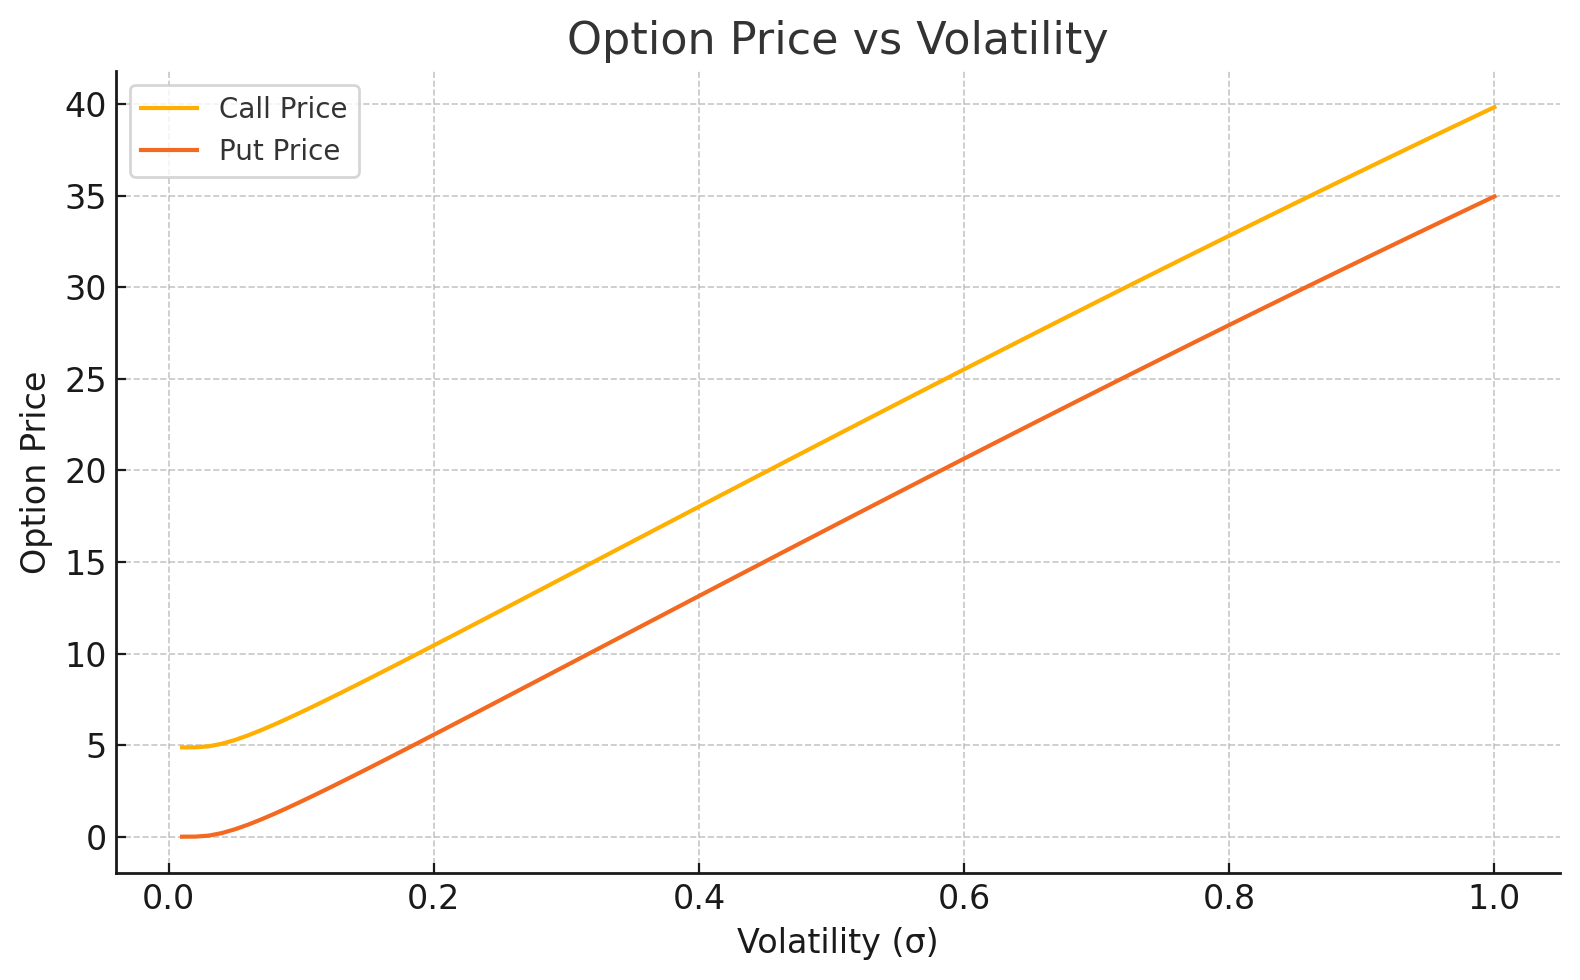 Option Price vs Volatility
Call Price
Put Price
Option Price
40
35
30
25
20
15
10
5
0
0.0 0.2 0.4 0.6 0.8 1.0
Volatility (σ)